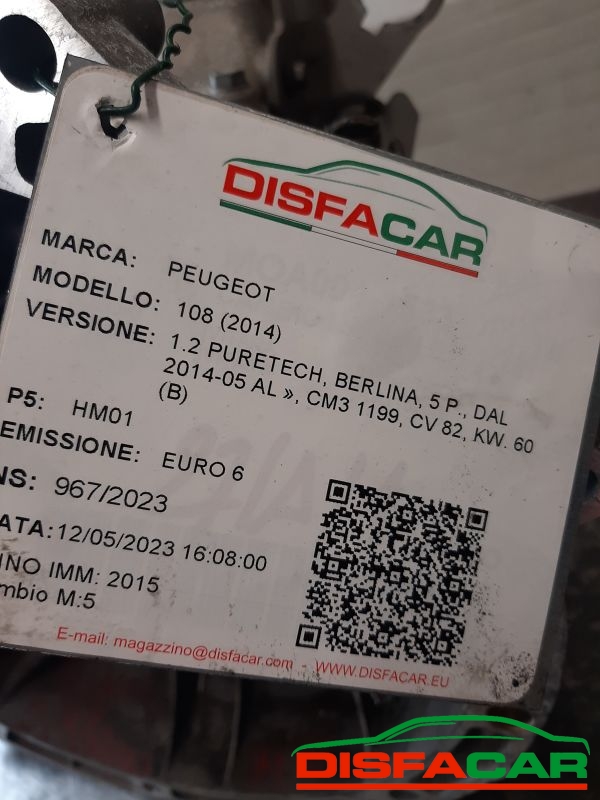 DISFACAR
MARCA: PEUGEOT
MODELLO: 108 (2014)
VERSIONE: 1.2 PURETECH, BERLINA, 5 P., DAL
2014-05 AL », CM3 1199, CV 82, KW. 60
(B)
P5: HM01
EMISSIONE: EURO 6
NS: 967/2023
ATA: 12/05/2023 16:08:00
NO IMM: 2015
mbio M:5
E-mail: magazzino@disfacar.com - WWW.DISFACAR.EU
DISFACAR